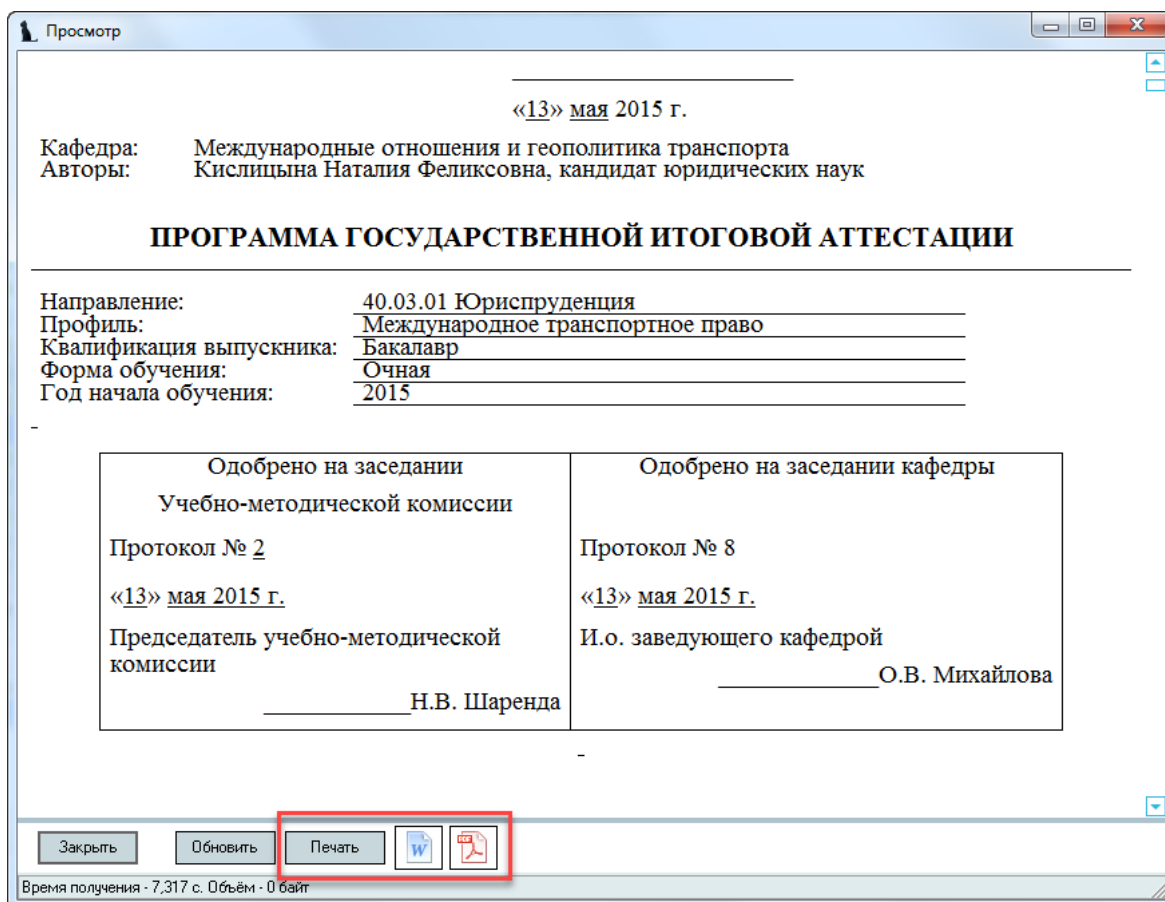 Просмотр
«13» мая 2015 г.
Кафедра: Международные отношения и геополитика транспорта
Авторы: Кислицына Наталия Феликсовна, кандидат юридических наук
ПРОГРАММА ГОСУДАРСТВЕННОЙ ИТОГОВОЙ АТТЕСТАЦИИ
Направление: 40.03.01 Юриспруденция
Профиль: Международное транспортное право
Квалификация выпускника: Бакалавр
Форма обучения: Очная
Год начала обучения: 2015
Одобрено на заседании
Учебно-методической комиссии
Протокол № 2
«13» мая 2015 г.
Председатель учебно-методической
комиссии
Н.В. Шаренда
Одобрено на заседании кафедры
Протокол № 8
«13» мая 2015 г.
И.о. заведующего кафедрой
О.В. Михайлова
Закрыть Обновить Печать W PDF
Время получения - 7,317 с. Объём - 0 байт